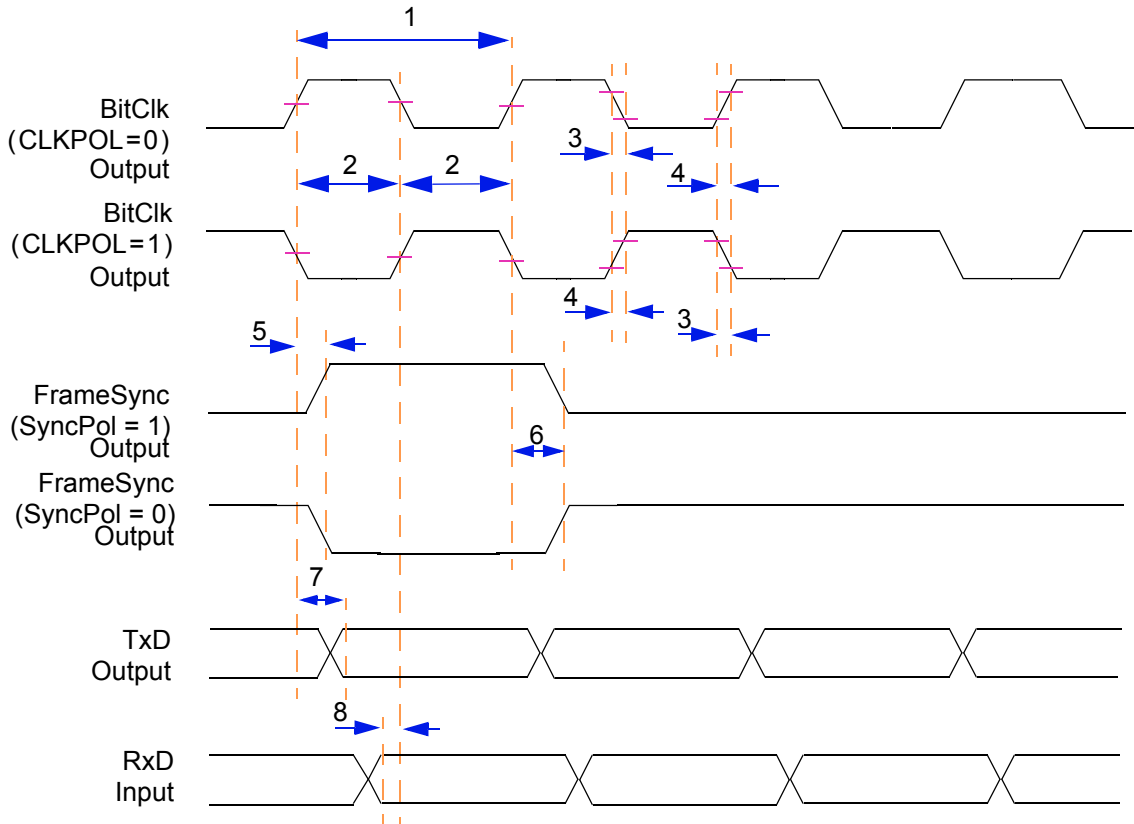 1
BitClk
(CLKPOL=0)
Output
3
2
2
4
BitClk
(CLKPOL=1)
Output
4
3
5
FrameSync
(SyncPol = 1)
Output
6
FrameSync
(SyncPol = 0)
Output
7
TxD
Output
8
RxD
Input